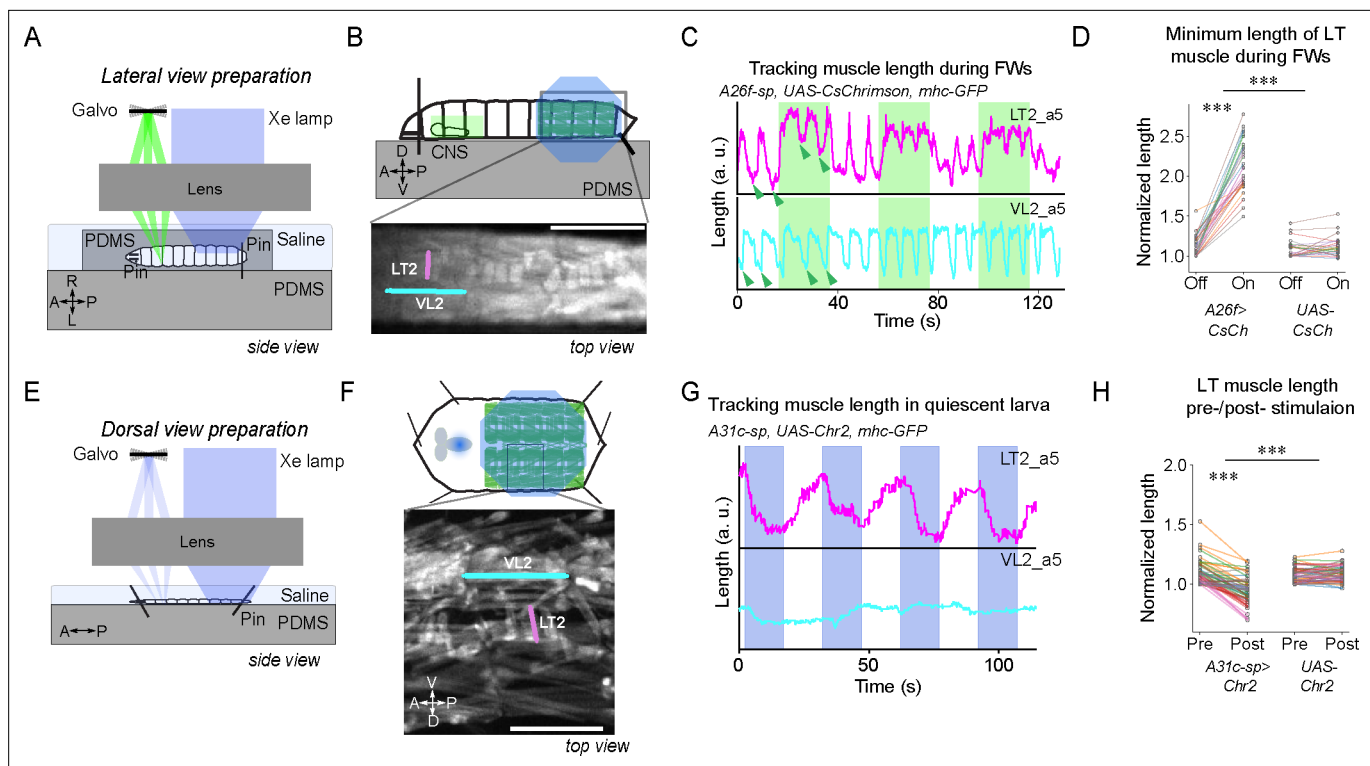 A
Lateral view preparation
Galvo
Xe lamp
Lens
PDMS
Pin
Saline
Pin
PDMS
R
A P
L
side view
B
D
A P
V
CNS
PDMS
LT2
VL2
top view
C
Tracking muscle length during FWs
A26f-sp, UAS-CsChrimson, mhc-GFP
LT2_a5
VL2_a5
Length (a. u.)
0 40 80 120
Time (s)
D
Minimum length of LT
muscle during FWs
***
***
Normalized length
2.5
2.0
1.5
1.0
Off On Off On
A26f> UAS-
CsCh CsCh
E
Dorsal view preparation
Galvo
Xe lamp
Lens
Saline
Pin
PDMS
A P
side view
F
VL2
LT2
V
A P
D
top view
G
Tracking muscle length in quiescent larva
A31c-sp, UAS-Chr2, mhc-GFP
LT2_a5
VL2_a5
Length (a. u.)
0 50 100
Time (s)
H
LT muscle length
pre-/post- stimulaion
***
***
Normalized length
2.0
1.5
1.0
Pre Post Pre Post
A31c-sp> UAS-
Chr2 Chr2